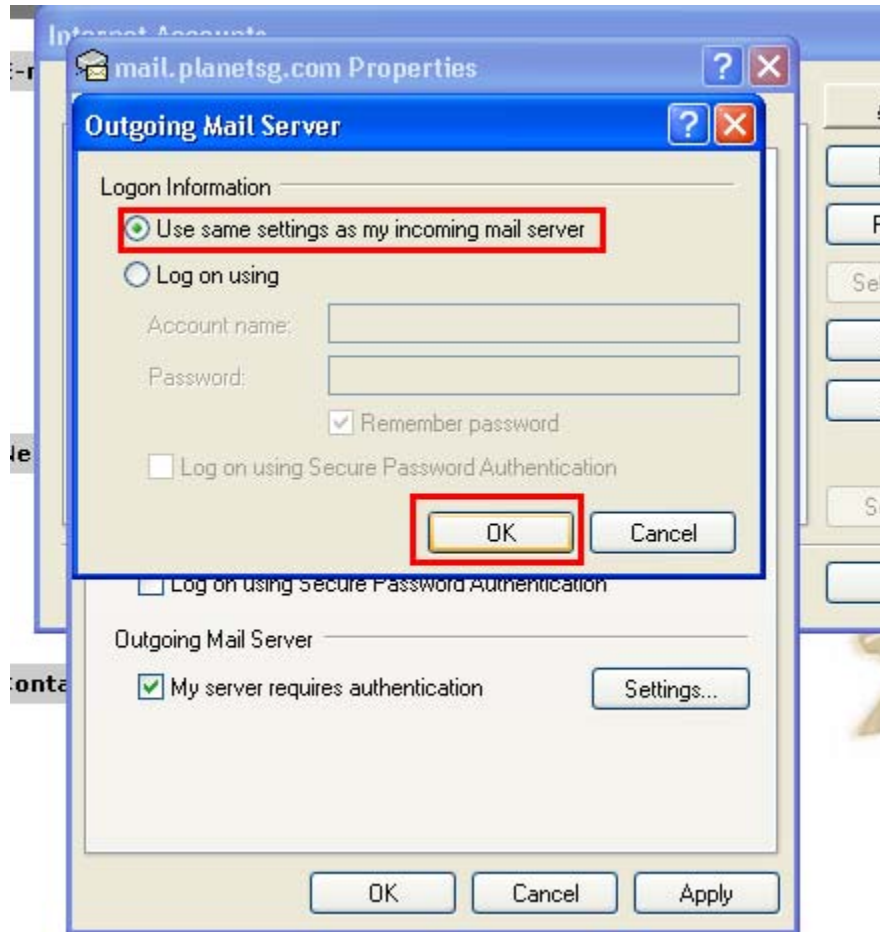 Internet Accounts
mail.planetsg.com Properties
Outgoing Mail Server
Logon Information
Use same settings as my incoming mail server
Log on using
Account name:
Password:
Remember password
Log on using Secure Password Authentication
OK Cancel
Log on using Secure Password Authentication
Outgoing Mail Server
My server requires authentication Settings...
OK Cancel Apply